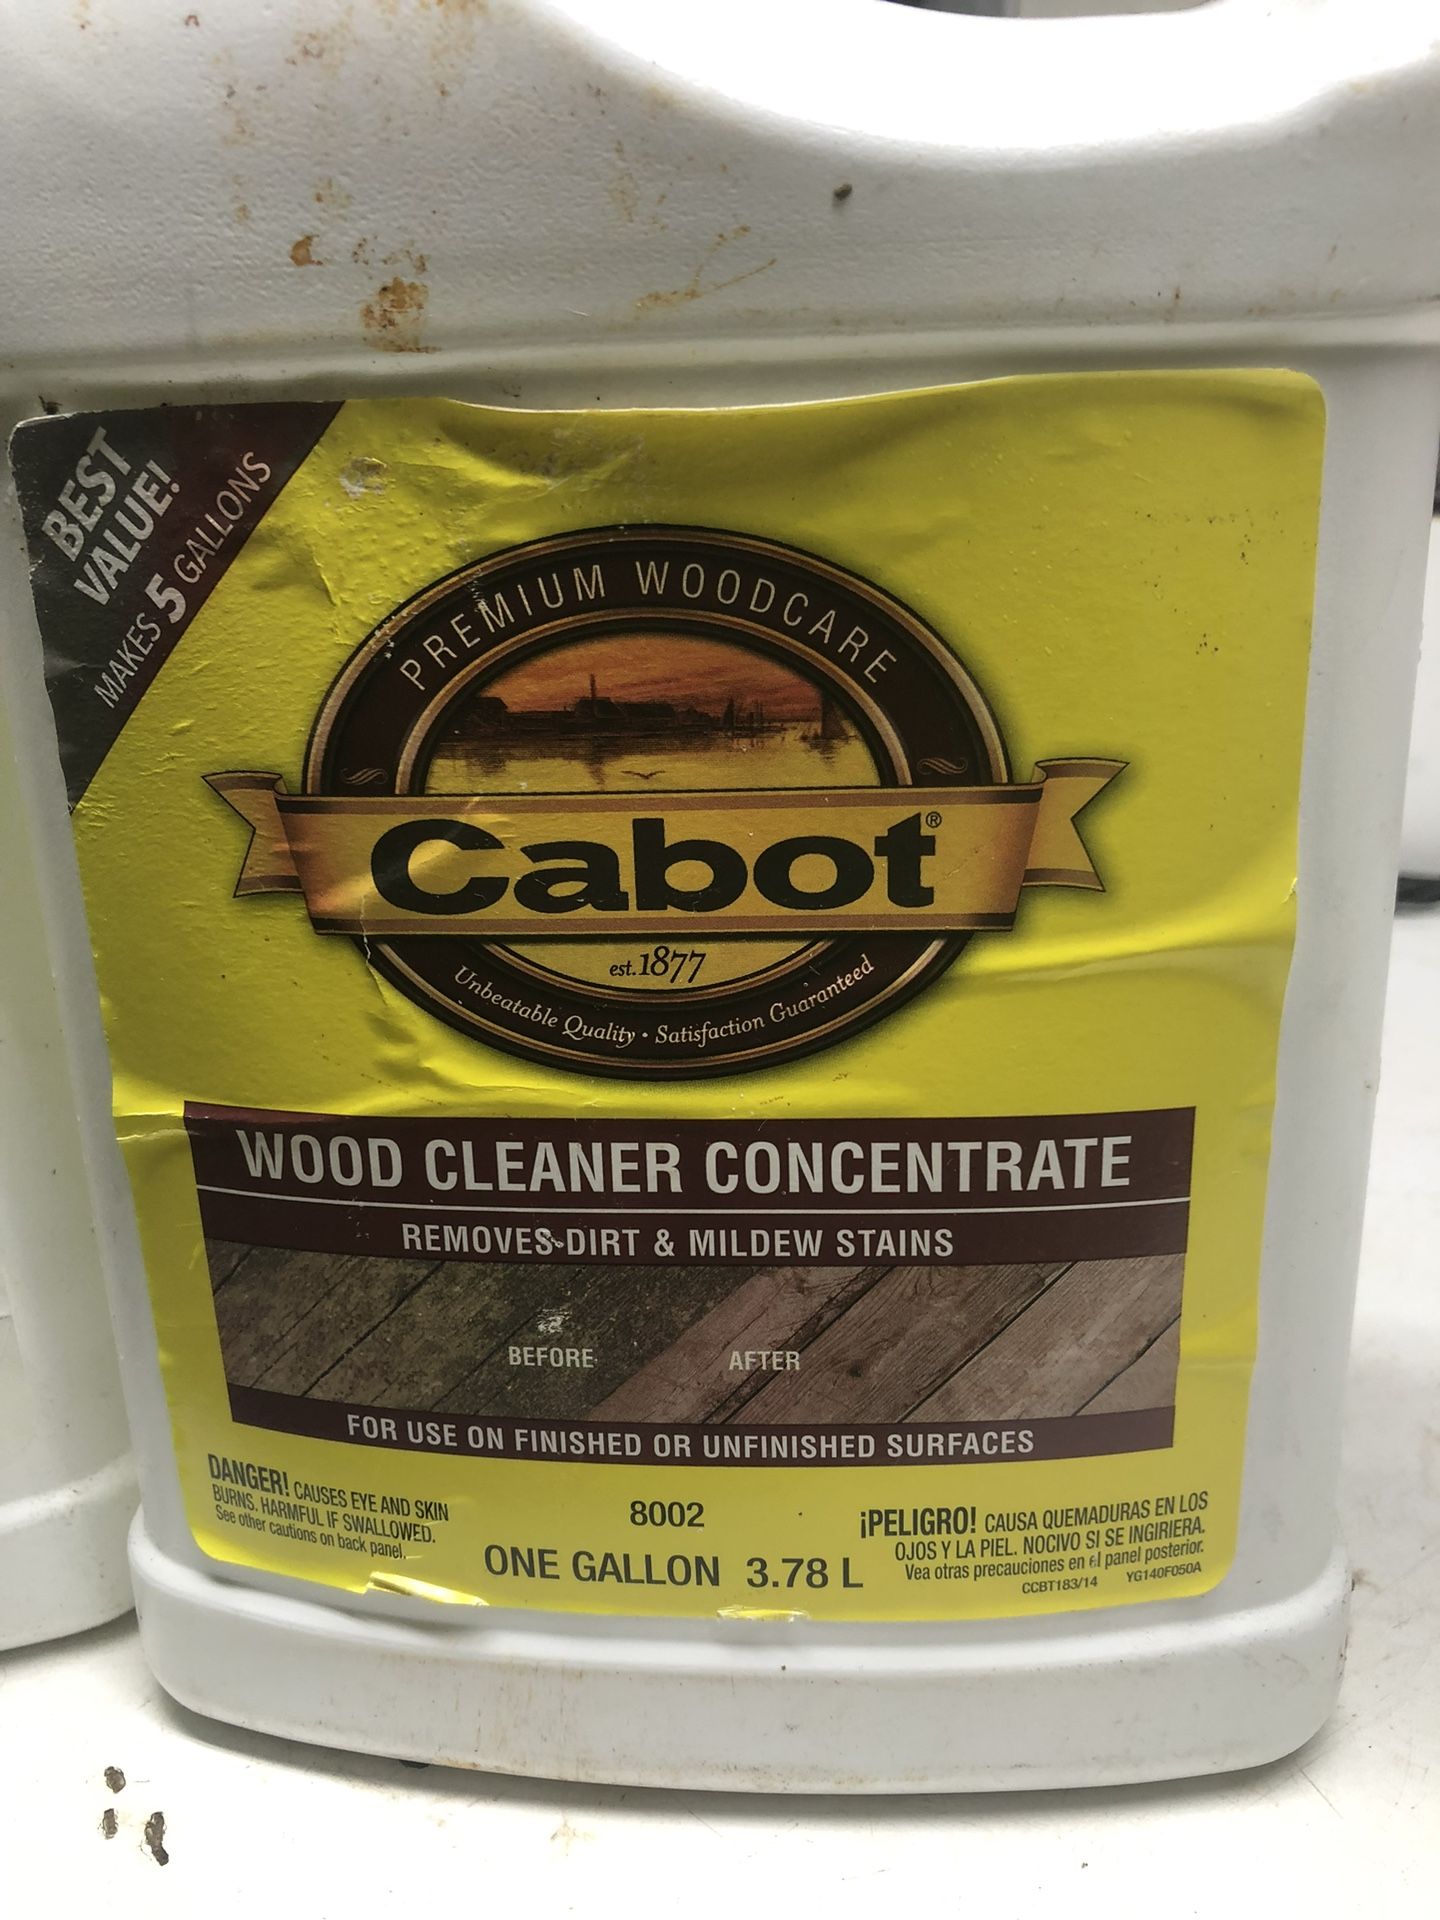 BEST
VALUE!
MAKES 5 GALLONS
PREMIUM WOODCARE
Cabot®
est. 1877
Unbeatable Quality • Satisfaction Guaranteed
WOOD CLEANER CONCENTRATE
REMOVES DIRT & MILDEW STAINS
BEFORE AFTER
FOR USE ON FINISHED OR UNFINISHED SURFACES
DANGER! CAUSES EYE AND SKIN
BURNS. HARMFUL IF SWALLOWED.
See other cautions on back panel.
8002
ONE GALLON 3.78 L
¡PELIGRO! CAUSA QUEMADURAS EN LOS
OJOS Y LA PIEL. NOCIVO SI SE INGIRIERA.
Vea otras precauciones en el panel posterior.
CCBT183/14 YG140F050A